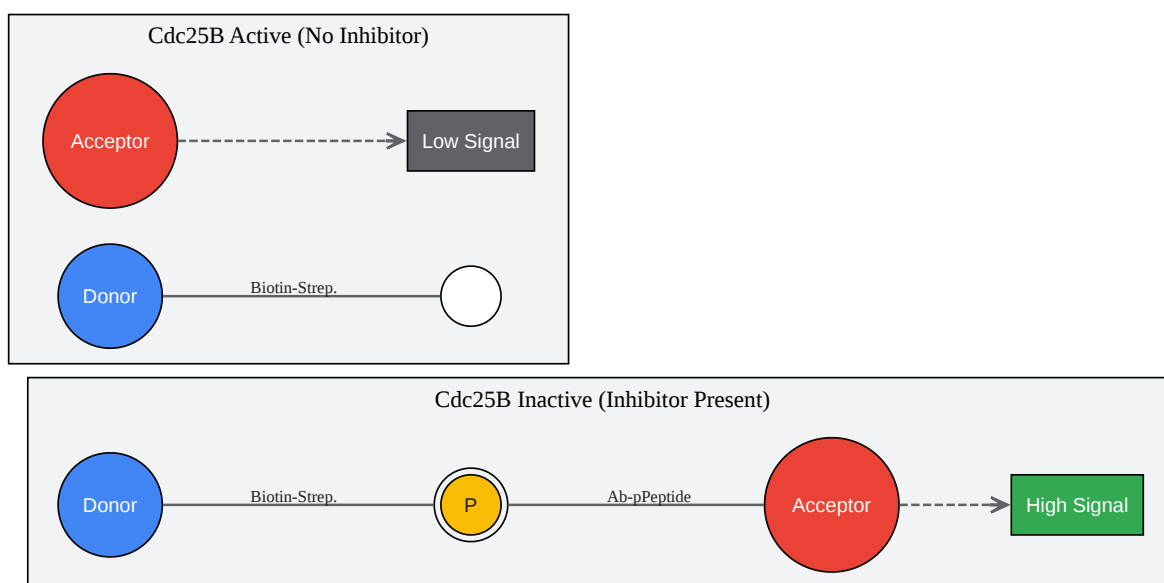 Cdc25B Active (No Inhibitor)
Acceptor
Low Signal
Donor
Biotin-Strep.
Cdc25B Inactive (Inhibitor Present)
Donor
Biotin-Strep.
P
Ab-pPeptide
Acceptor
High Signal